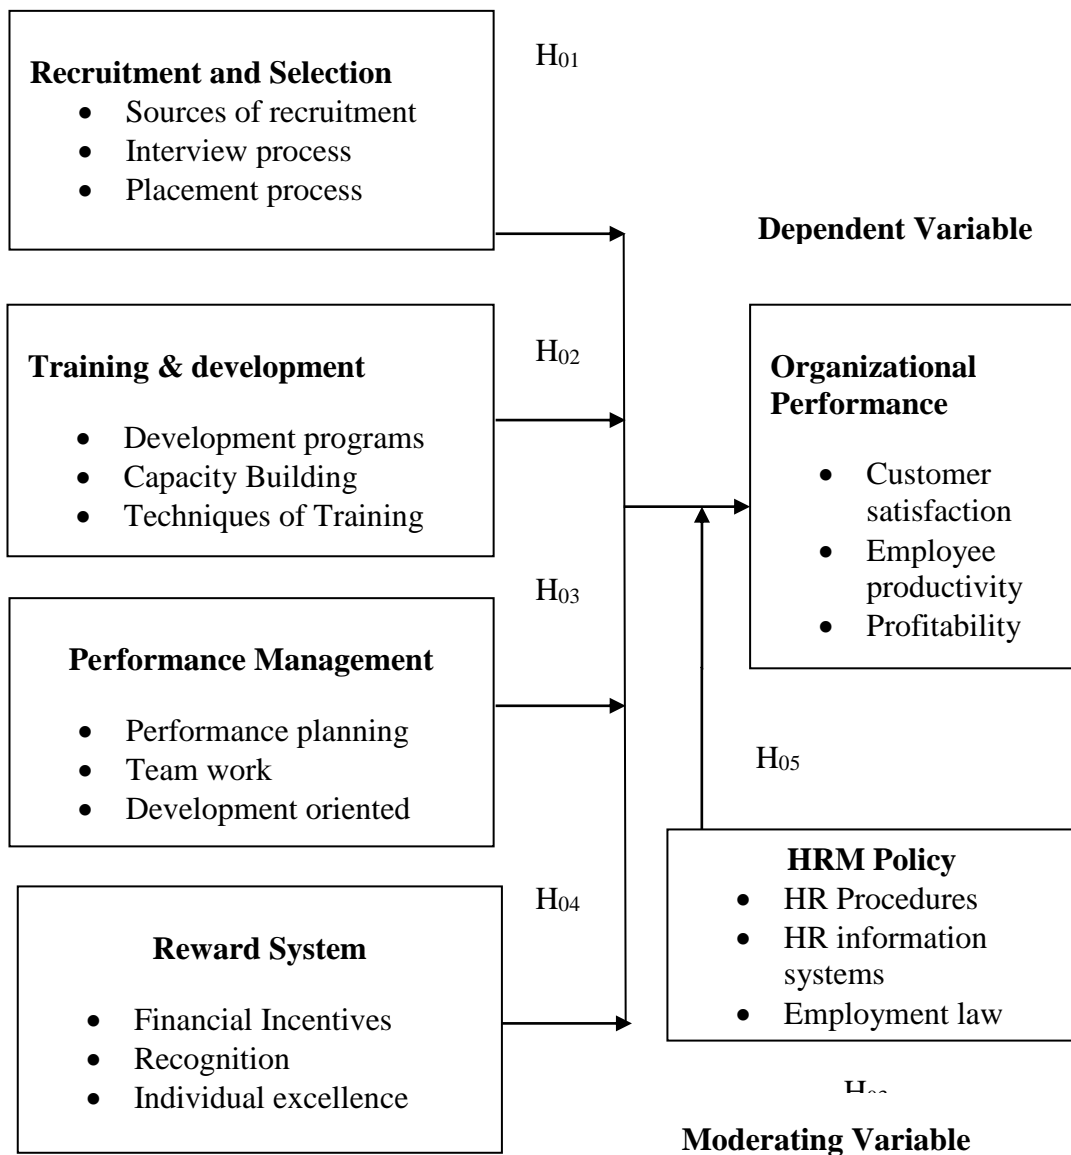 H01
Recruitment and Selection
• Sources of recruitment
• Interview process
• Placement process
Dependent Variable
H02
Training & development
• Development programs
• Capacity Building
• Techniques of Training
Organizational
Performance
• Customer
satisfaction
• Employee
productivity
• Profitability
H03
Performance Management
• Performance planning
• Team work
• Development oriented
H05
HRM Policy
• HR Procedures
• HR information
systems
• Employment law
H04
Reward System
• Financial Incentives
• Recognition
• Individual excellence
Moderating Variable